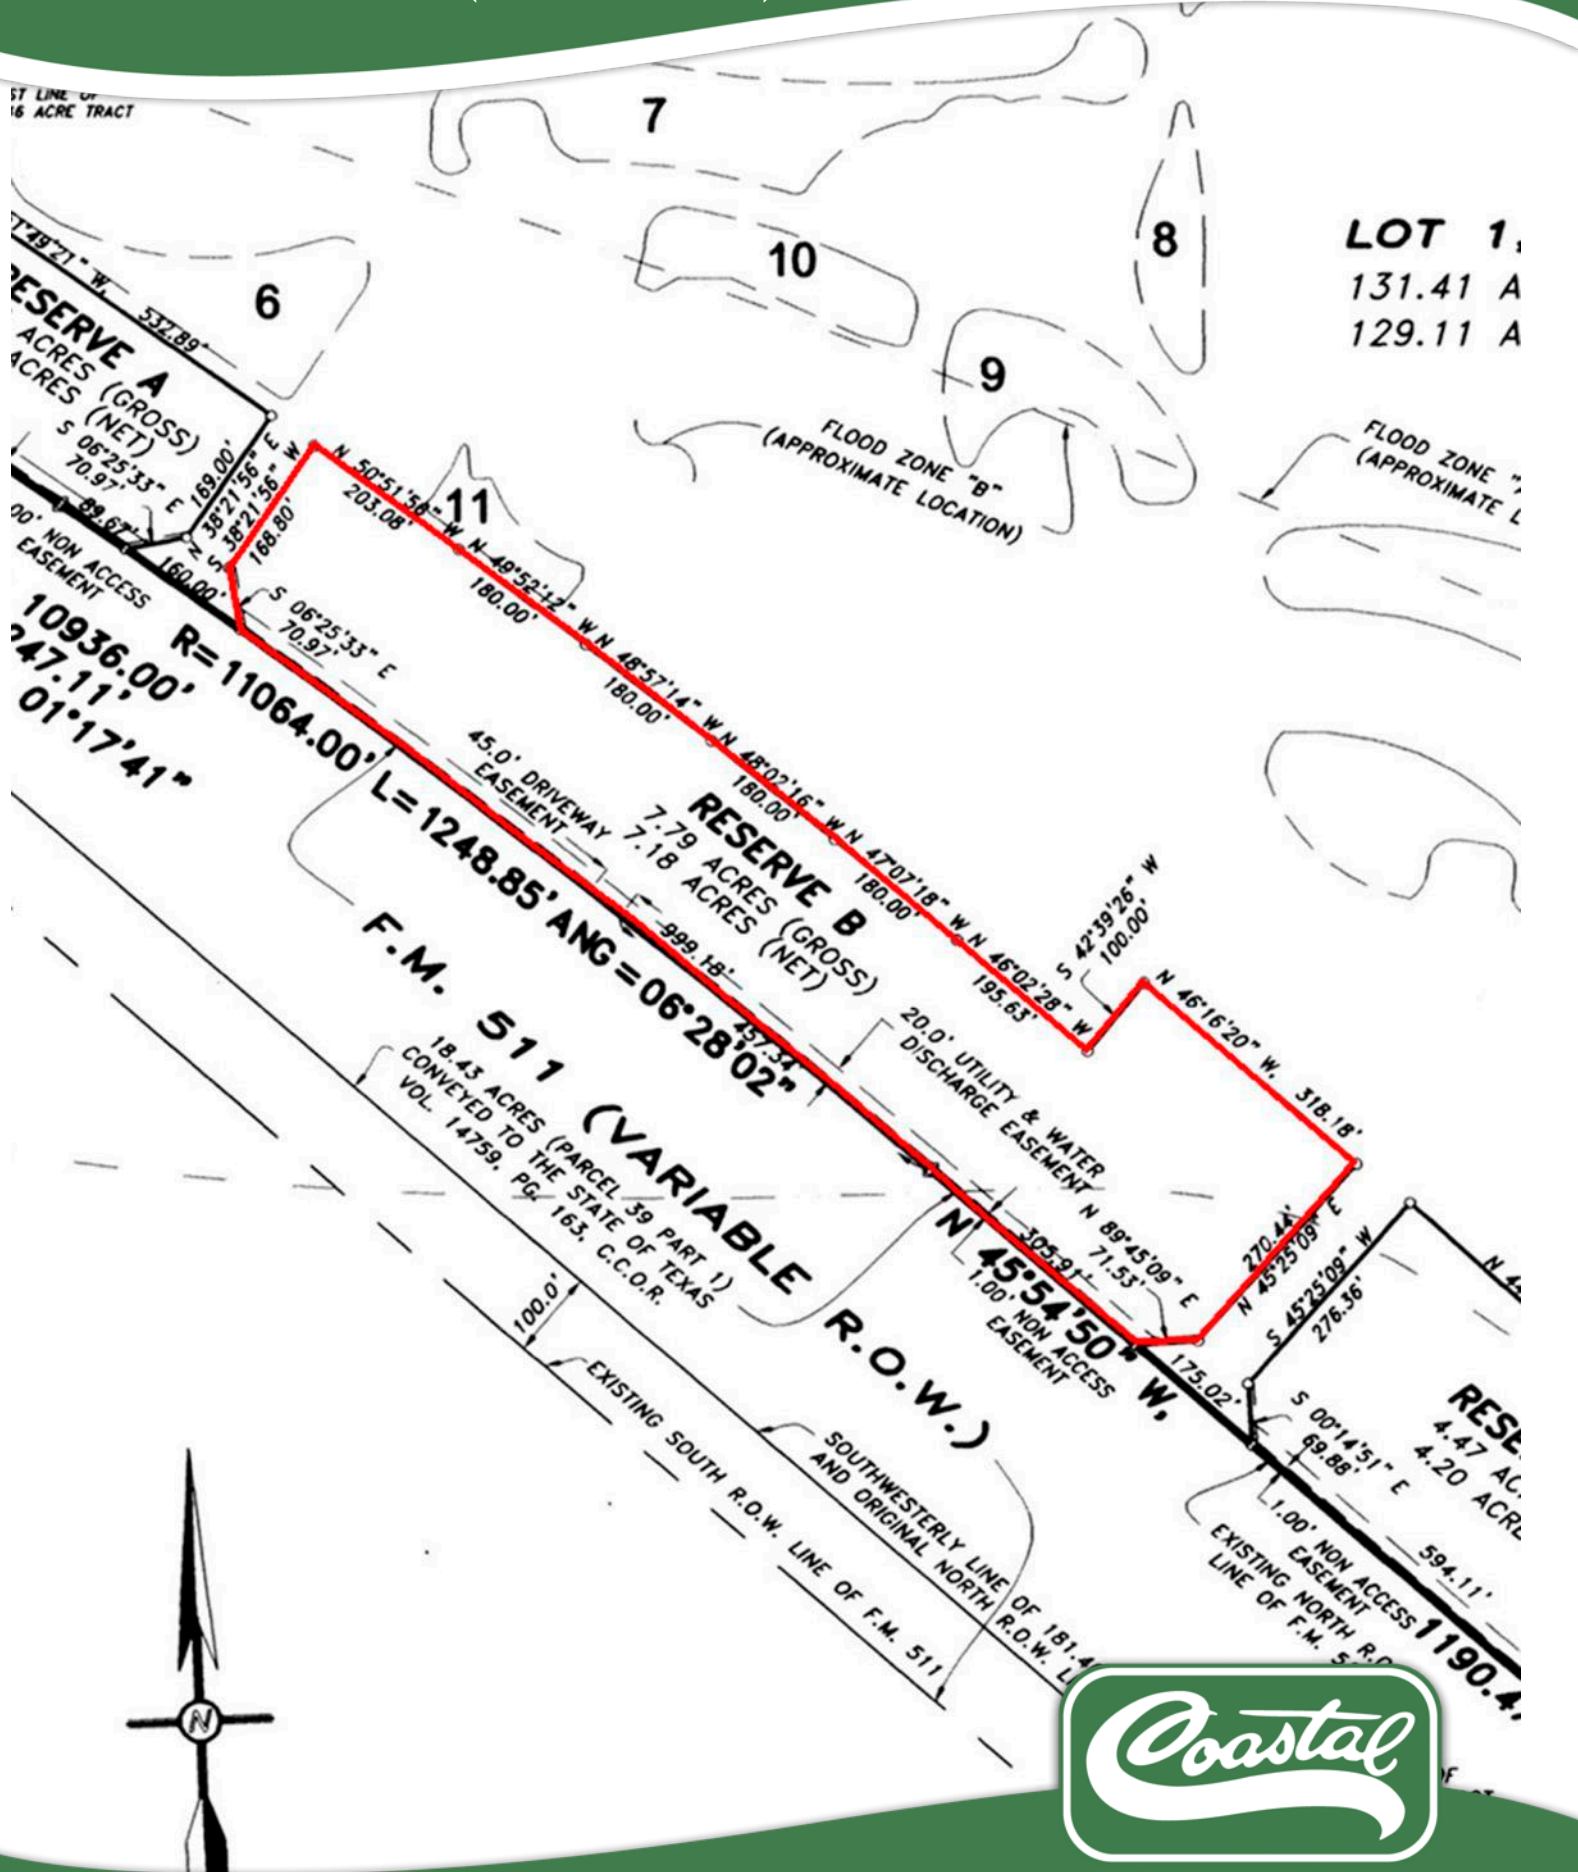 6 ACRE TRACT
7
10
8
9
6
11
LOT 1,
131.41 A
129.11 A
532.89'
RESERVE A
ACRES (GROSS)
ACRES (NET)
S 06°25'33" E
70.97'
89.67'
169.00'
N 38°21'56" E
S 38°21'56" W
168.80'
160.00'
NON ACCESS
EASEMENT
10936.00'
247.11'
01°17'41"
FLOOD ZONE "B"
(APPROXIMATE LOCATION)
FLOOD ZONE
(APPROXIMATE
N 50°51'56" W
203.08'
N 49°52'12" W
180.00'
N 48°57'14" W
180.00'
N 48°02'16" W
180.00'
N 47°07'18" W
180.00'
N 46°02'28" W
195.63'
S 42°39'26" W
100.00'
N 46°16'20" W, 318.18'
S 06°25'33" E
70.97'
R=11064.00' L=1248.85' ANG=06°28'02"
45.0' DRIVEWAY
EASEMENT
RESERVE B
7.79 ACRES (GROSS)
7.18 ACRES (NET)
999.18'
457.34'
20.0' UTILITY & WATER
DISCHARGE EASEMENT
N 89°45'09" E
71.53'
270.44'
N 45°25'09" E
S 45°25'09" W
276.36'
305.91'
N 45°54'50" W,
1.00' NON ACCESS
EASEMENT
175.02'
S 00°14'51" E
69.88'
4.47 AC
4.20 ACRE
F.M. 511 (VARIABLE R.O.W.)
18.43 ACRES (PARCEL 39 PART 1)
CONVEYED TO THE STATE OF TEXAS
VOL. 14759, PG. 163, C.C.O.R.
100.0'
EXISTING SOUTH R.O.W. LINE OF F.M. 511
SOUTHWESTERLY LINE OF 181.4
AND ORIGINAL NORTH R.O.W.
1.00' NON ACCESS
EASEMENT
EXISTING NORTH R.O
LINE OF F.M.
594.11'
1190.4
N
Coastal